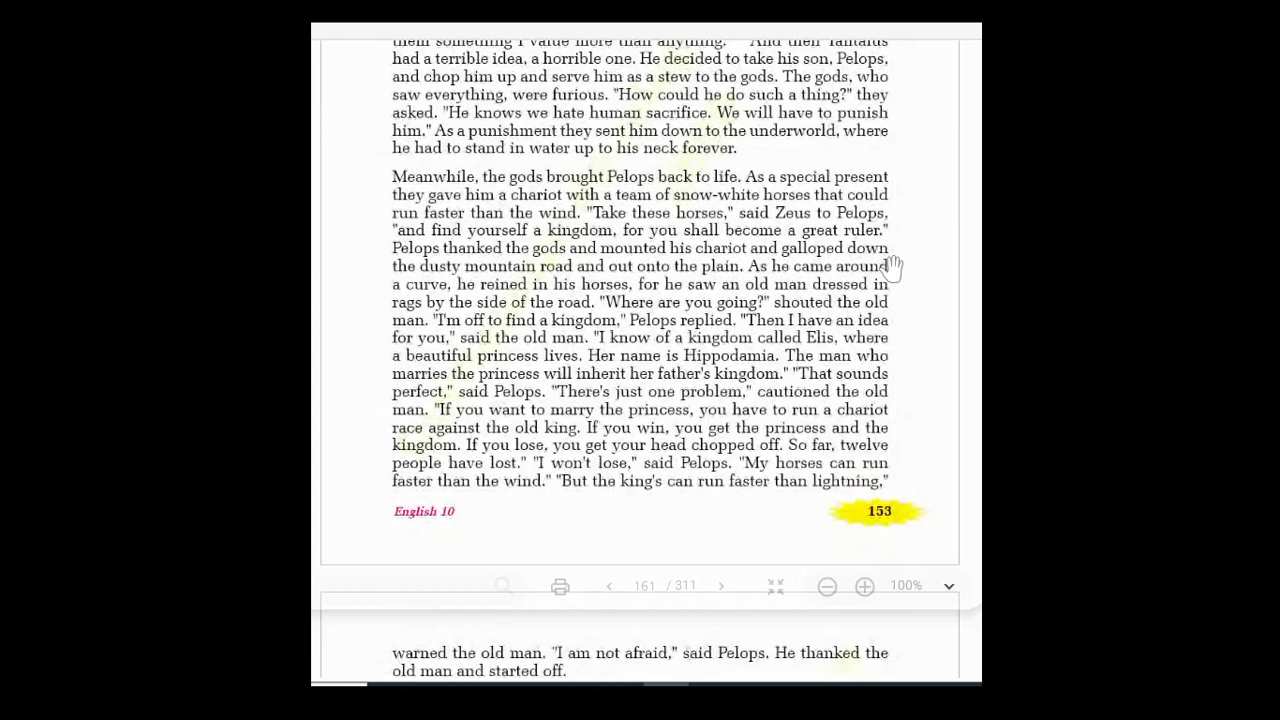 them something I value more than anything." And then Tantalus
had a terrible idea, a horrible one. He decided to take his son, Pelops,
and chop him up and serve him as a stew to the gods. The gods, who
saw everything, were furious. "How could he do such a thing?" they
asked. "He knows we hate human sacrifice. We will have to punish
him." As a punishment they sent him down to the underworld, where
he had to stand in water up to his neck forever.
Meanwhile, the gods brought Pelops back to life. As a special present
they gave him a chariot with a team of snow-white horses that could
run faster than the wind. "Take these horses," said Zeus to Pelops,
"and find yourself a kingdom, for you shall become a great ruler."
Pelops thanked the gods and mounted his chariot and galloped down
the dusty mountain road and out onto the plain. As he came around
a curve, he reined in his horses, for he saw an old man dressed in
rags by the side of the road. "Where are you going?" shouted the old
man. "I'm off to find a kingdom," Pelops replied. "Then I have an idea
for you," said the old man. "I know of a kingdom called Elis, where
a beautiful princess lives. Her name is Hippodamia. The man who
marries the princess will inherit her father's kingdom." "That sounds
perfect," said Pelops. "There's just one problem," cautioned the old
man. "If you want to marry the princess, you have to run a chariot
race against the old king. If you win, you get the princess and the
kingdom. If you lose, you get your head chopped off. So far, twelve
people have lost." "I won't lose," said Pelops. "My horses can run
faster than the wind." "But the king's can run faster than lightning,"
English 10 153
161 / 311 100%
warned the old man. "I am not afraid," said Pelops. He thanked the
old man and started off.